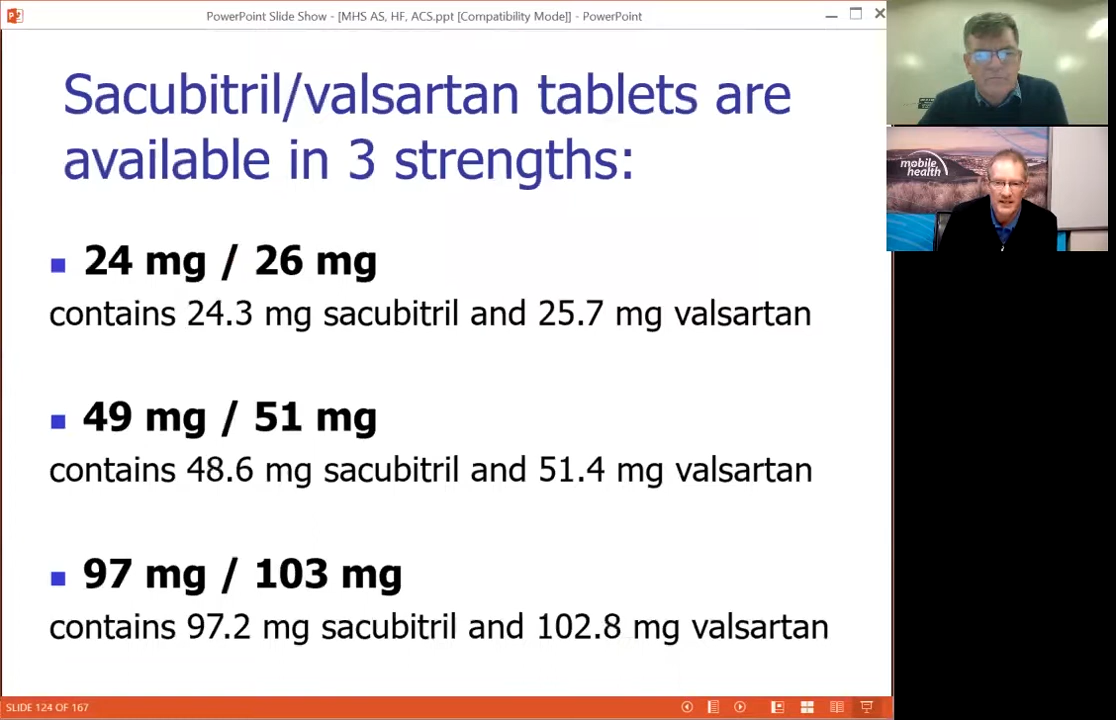 PowerPoint Slide Show - [MHS AS, HF, ACS.ppt [Compatibility Mode]] - PowerPoint
Sacubitril/valsartan tablets are
available in 3 strengths:
24 mg / 26 mg
contains 24.3 mg sacubitril and 25.7 mg valsartan
49 mg / 51 mg
contains 48.6 mg sacubitril and 51.4 mg valsartan
97 mg / 103 mg
contains 97.2 mg sacubitril and 102.8 mg valsartan
SLIDE 124 OF 167
mobile
health